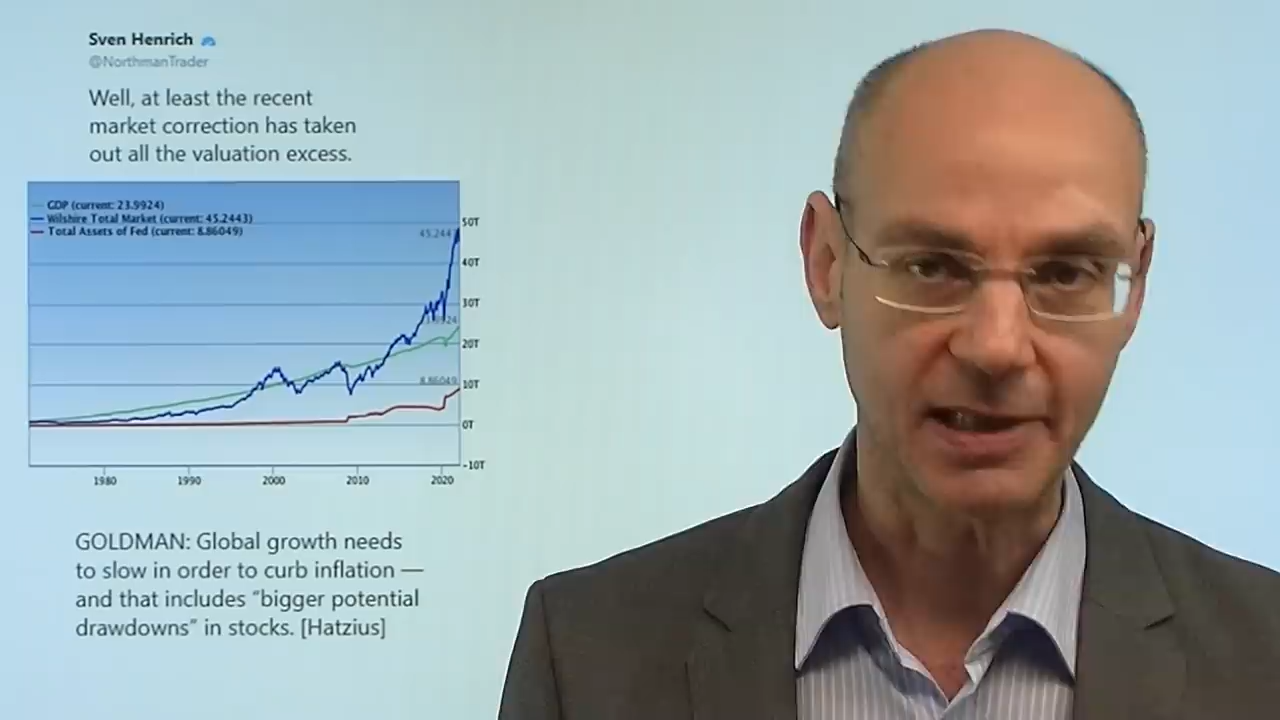 Sven Henrich
@NorthmanTrader
Well, at least the recent
market correction has taken
out all the valuation excess.
GDP (current: 23.9924)
Wilshire Total Market (current: 45.2443)
Total Assets of Fed (current: 8.86049)
50T
45.244
40T
30T
20T
8.86049
10T
0T
-10T
1980 1990 2000 2010 2020
GOLDMAN: Global growth needs
to slow in order to curb inflation —
and that includes “bigger potential
drawdowns” in stocks. [Hatzius]